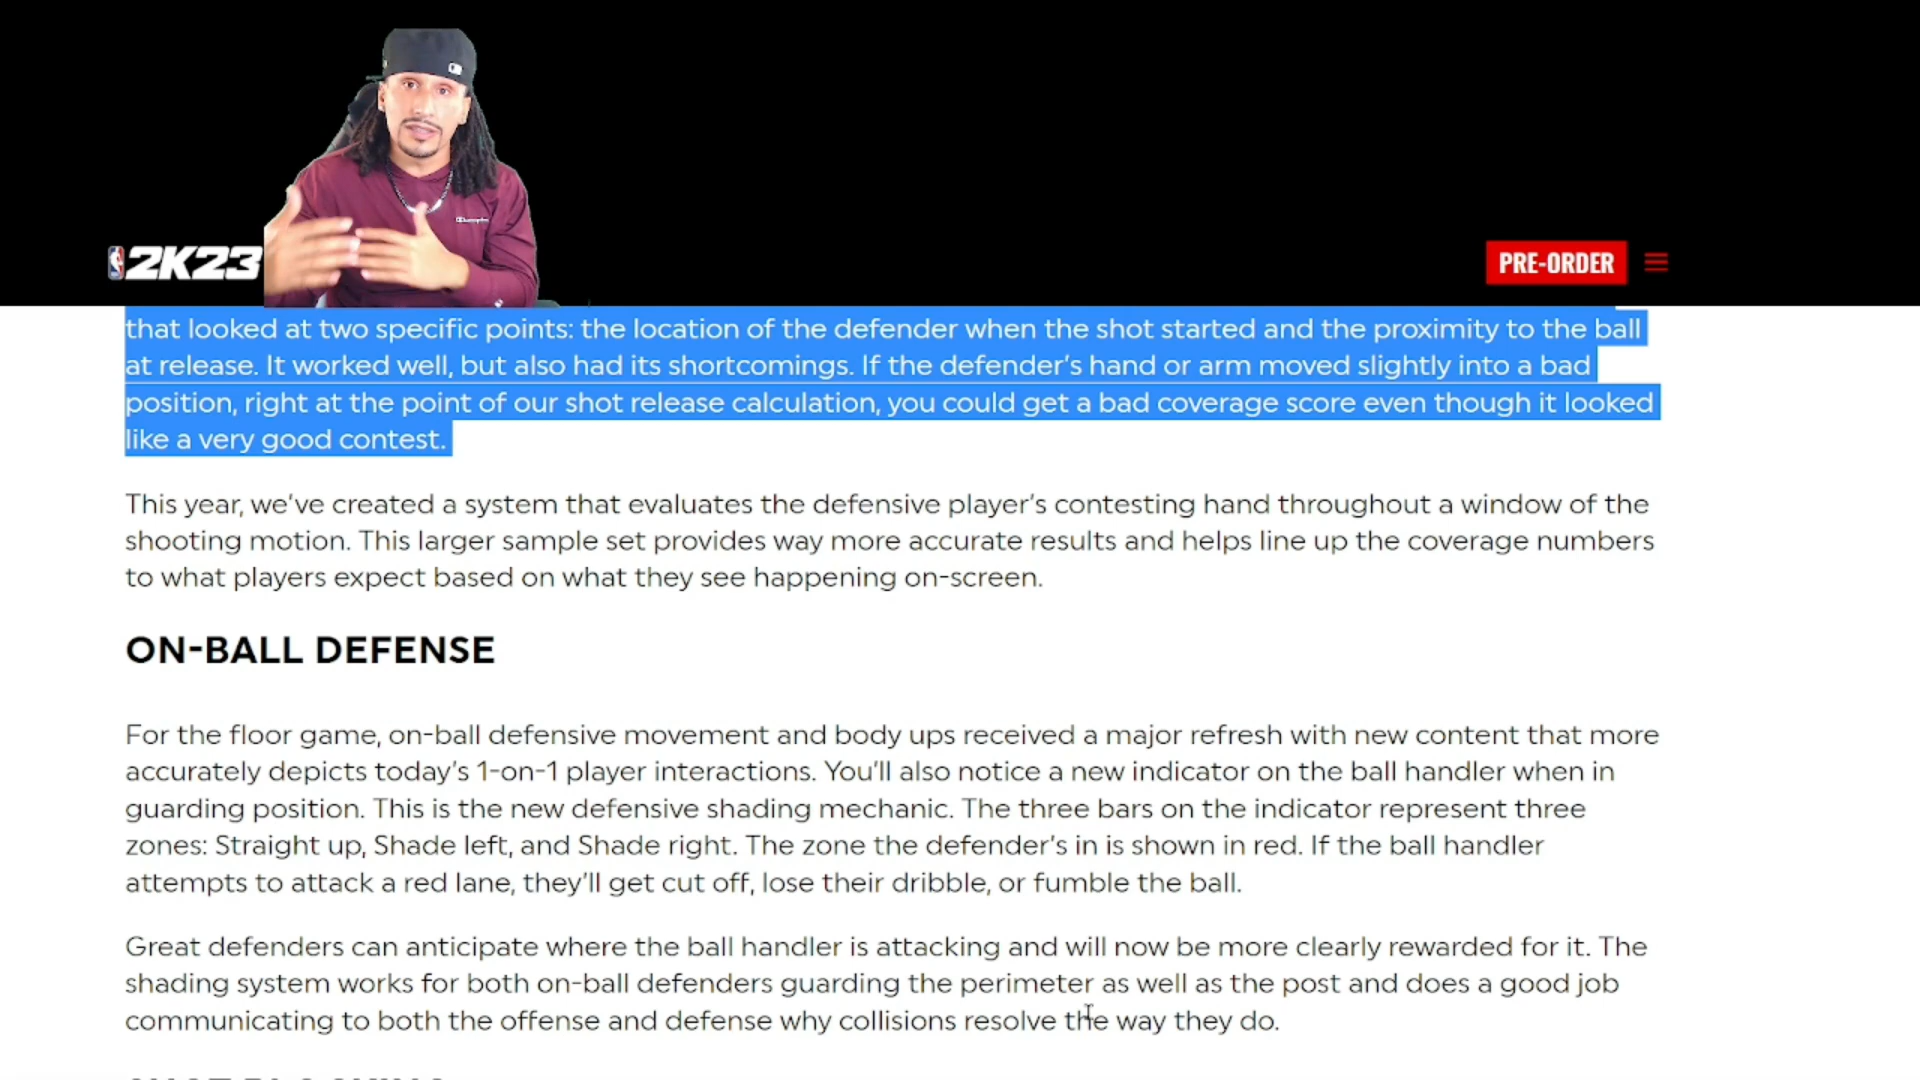 2K23
PRE-ORDER
that looked at two specific points: the location of the defender when the shot started and the proximity to the ball
at release. It worked well, but also had its shortcomings. If the defender’s hand or arm moved slightly into a bad
position, right at the point of our shot release calculation, you could get a bad coverage score even though it looked
like a very good contest.
This year, we’ve created a system that evaluates the defensive player’s contesting hand throughout a window of the
shooting motion. This larger sample set provides way more accurate results and helps line up the coverage numbers
to what players expect based on what they see happening on-screen.
ON-BALL DEFENSE
For the floor game, on-ball defensive movement and body ups received a major refresh with new content that more
accurately depicts today’s 1-on-1 player interactions. You’ll also notice a new indicator on the ball handler when in
guarding position. This is the new defensive shading mechanic. The three bars on the indicator represent three
zones: Straight up, Shade left, and Shade right. The zone the defender’s in is shown in red. If the ball handler
attempts to attack a red lane, they’ll get cut off, lose their dribble, or fumble the ball.
Great defenders can anticipate where the ball handler is attacking and will now be more clearly rewarded for it. The
shading system works for both on-ball defenders guarding the perimeter as well as the post and does a good job
communicating to both the offense and defense why collisions resolve the way they do.